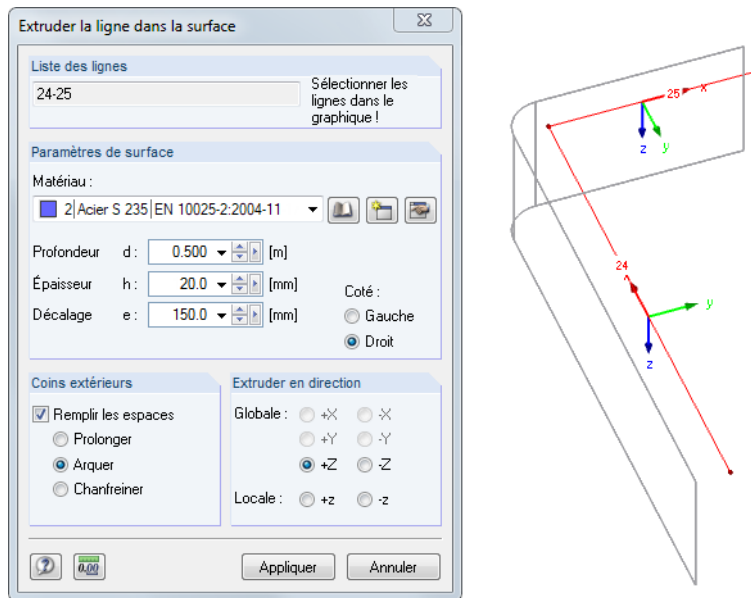 Extruder la ligne dans la surface
Liste des lignes
24-25
Sélectionner les
lignes dans le
graphique !
Paramètres de surface
Matériau :
2 | Acier S 235 | EN 10025-2:2004-11
Profondeur d : 0.500 [m]
Épaisseur h : 20.0 [mm]
Décalage e : 150.0 [mm]
Coté :
Gauche
Droit
Coins extérieurs
Remplir les espaces
Prolonger
Arquer
Chanfreiner
Extruder en direction
Globale : +X -X
+Y -Y
+Z -Z
Locale : +z -z
0.00
Appliquer
Annuler
25
x
z
y
24
y
z